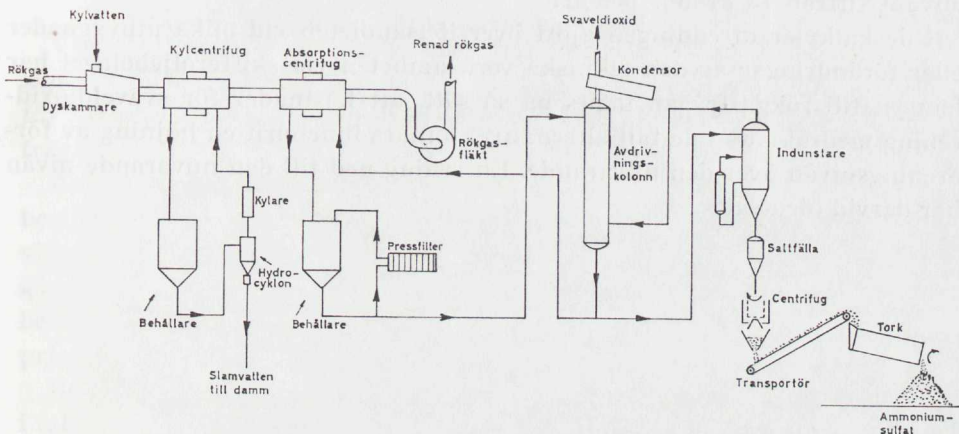 Kylvatten
Rökgas
Dyskammare
Kylcentrifug
Absorptions-
centrifug
Renad rökgas
Rökgas-
fläkt
Svaveldioxid
Kondensor
Avdriv-
nings-
kolonn
Indunstare
Kylare
Hydro-
cyklon
Pressfilter
Behållare
Behållare
Slamvatten
till damm
Saltfälla
Centrifug
Tork
Transportör
Ammonium-
sulfat